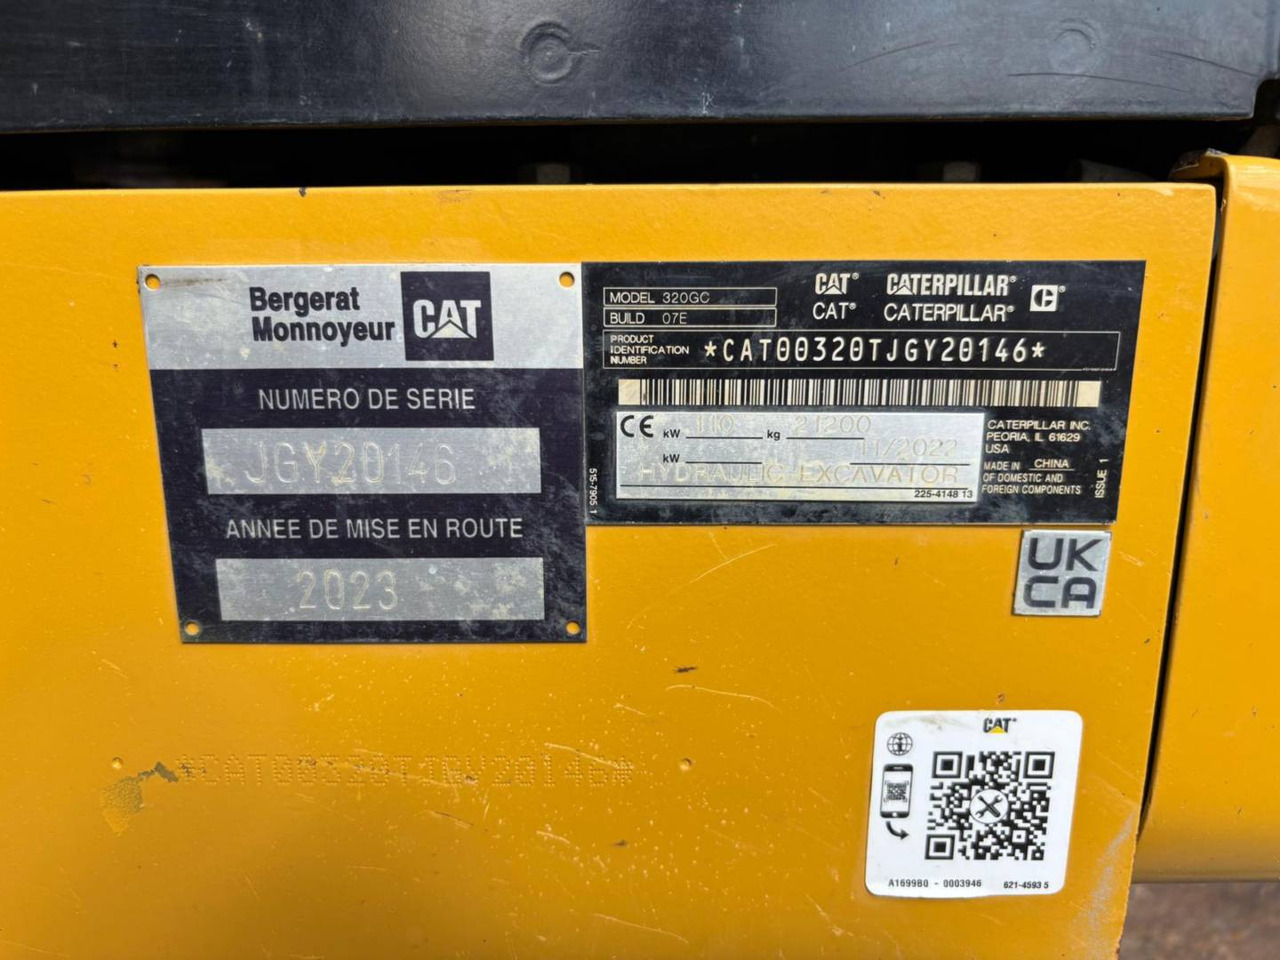 Bergerat
Monnoyeur
CAT
NUMERO DE SERIE
JGY20146
ANNEE DE MISE EN ROUTE
2023
MODEL 320GC
BUILD 07E
CAT® CATERPILLAR®
CAT® CATERPILLAR®
C®
PRODUCT
IDENTIFICATION
NUMBER
*CAT00320TJGY20146*
CE kW 110 kg 21200
kW 11/2022
HYDRAULIC EXCAVATOR
225-4148 13
CATERPILLAR INC.
PEORIA, IL 61629
USA
MADE IN CHINA
OF DOMESTIC AND
FOREIGN COMPONENTS
ISSUE 1
515-7905 1
UK
CA
*CAT00320TJGY20146*
CAT®
A1699B0 - 0003946 621-4593 5